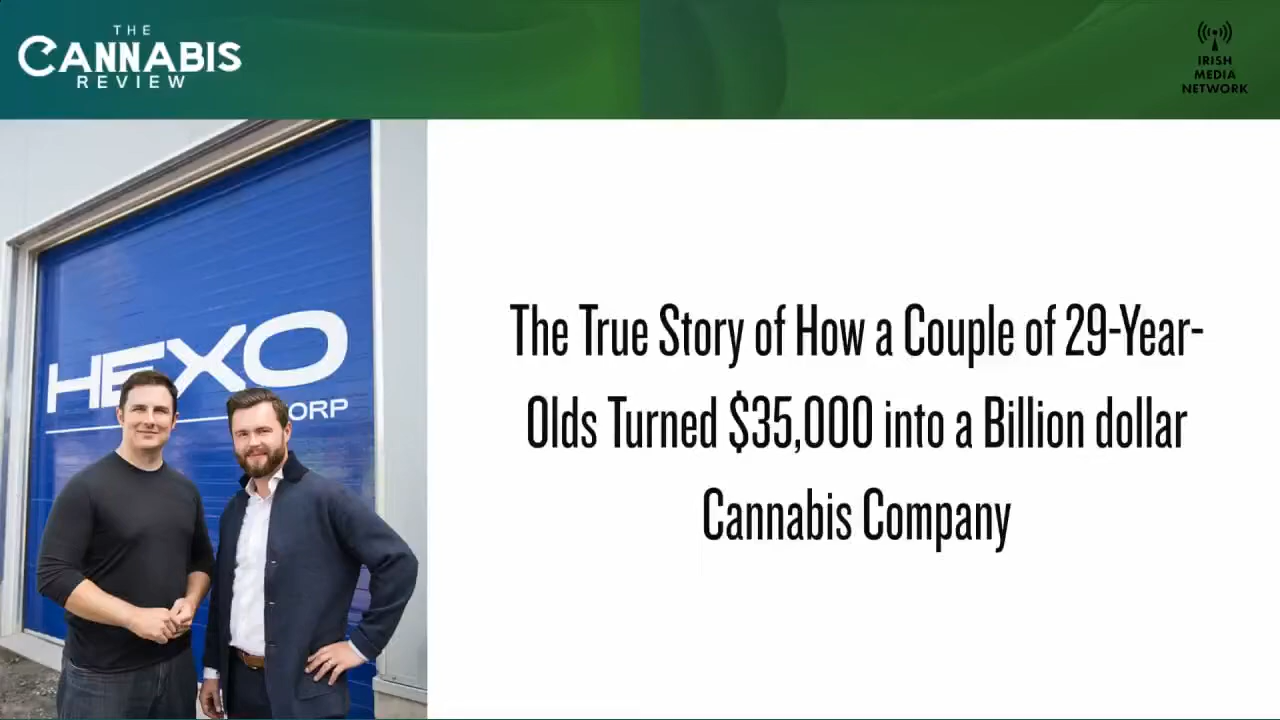 THE
CANNABIS
REVIEW
IRISH
MEDIA
NETWORK
HEXO
ORP
The True Story of How a Couple of 29-Year-
Olds Turned $35,000 into a Billion dollar
Cannabis Company